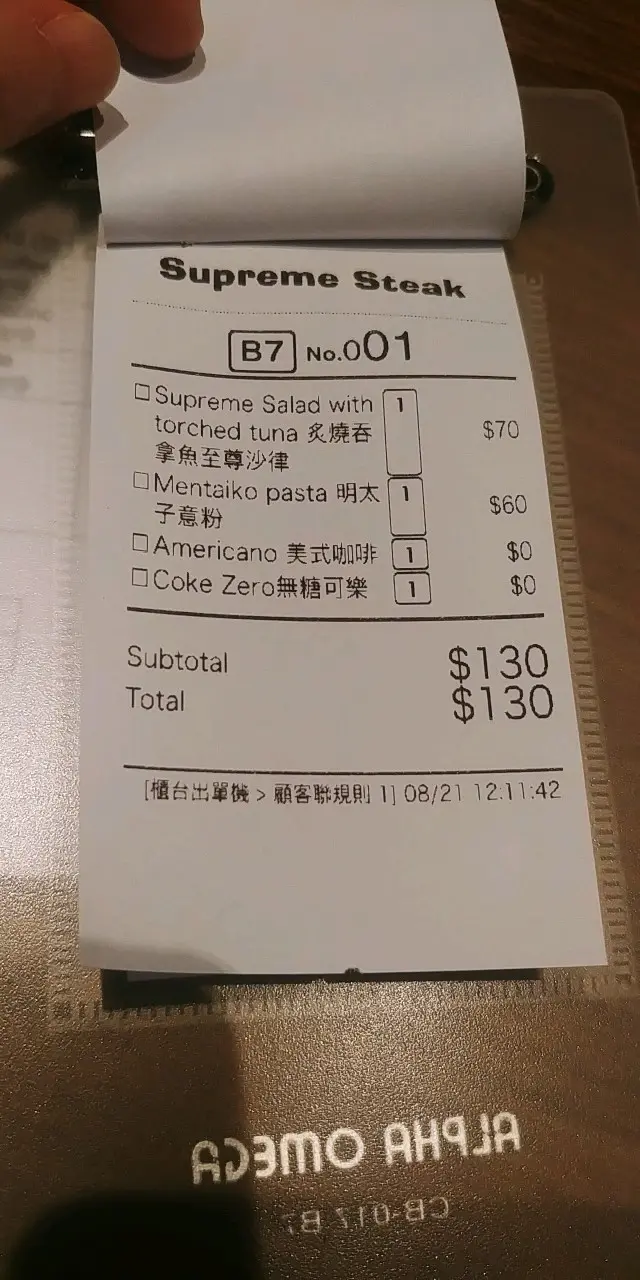 Supreme Steak
B7 No.001
□Supreme Salad with 1 $70
torched tuna 炙燒吞
拿魚至尊沙律
□Mentaiko pasta 明太 1 $60
子意粉
□Americano 美式咖啡 1 $0
□Coke Zero無糖可樂 1 $0
Subtotal $130
Total $130
[櫃台出單機 > 顧客聯規則 1] 08/21 12:11:42
ALPHA OMEGA
CB-017 B7